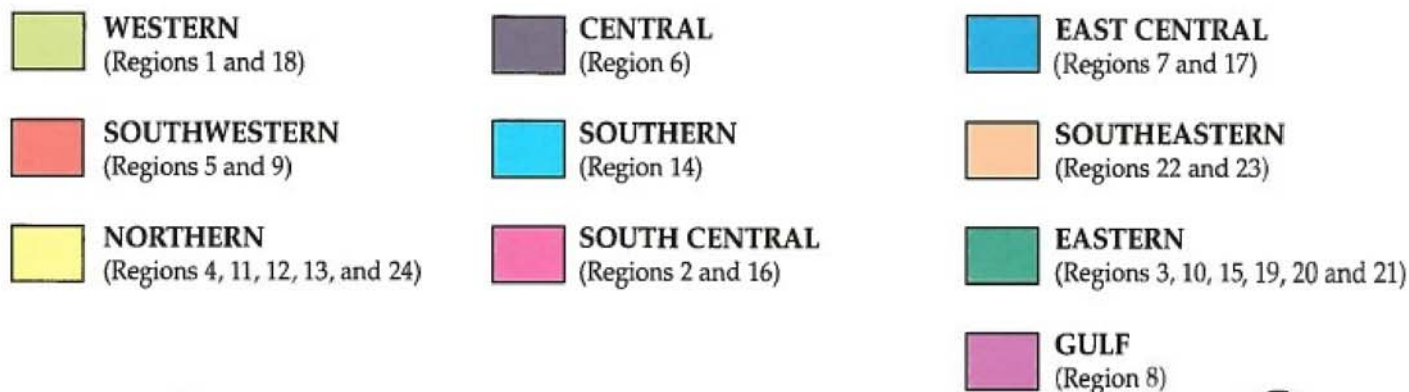 WESTERN
(Regions 1 and 18)
SOUTHWESTERN
(Regions 5 and 9)
NORTHERN
(Regions 4, 11, 12, 13, and 24)
CENTRAL
(Region 6)
SOUTHERN
(Region 14)
SOUTH CENTRAL
(Regions 2 and 16)
EAST CENTRAL
(Regions 7 and 17)
SOUTHEASTERN
(Regions 22 and 23)
EASTERN
(Regions 3, 10, 15, 19, 20 and 21)
GULF
(Region 8)